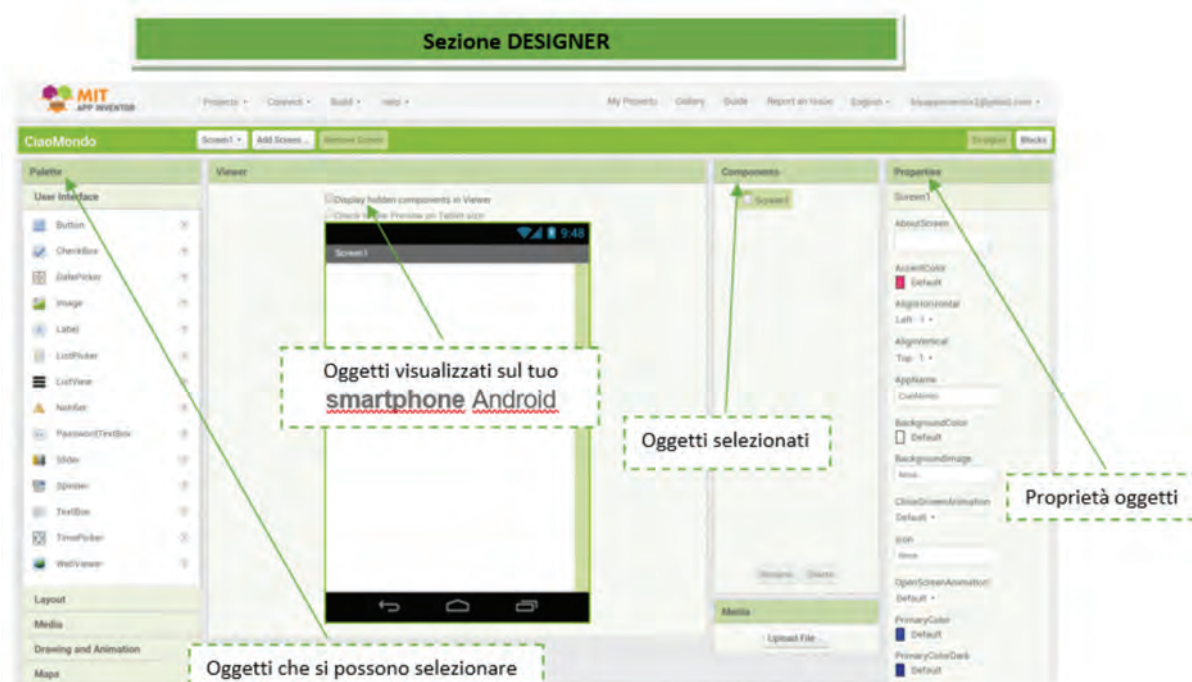 Sezione DESIGNER
MIT
APP INVENTOR
Projects Connect Build Help
My Projects Gallery Guide Report an Issue English
CiaoMondo
Screen1 Add Screen ... Remove Screen
Designer Blocks
Palette
User Interface
Button
CheckBox
DatePicker
Image
Label
ListPicker
ListView
Notifier
PasswordTextBox
Slider
Spinner
TextBox
TimePicker
WebViewer
Layout
Media
Drawing and Animation
Maps
Viewer
Display hidden components in Viewer
Preview on Tablet size
9:48
Screen1
Oggetti visualizzati sul tuo
smartphone Android
Oggetti che si possono selezionare
Components
Screen1
Oggetti selezionati
Rename Delete
Media
Upload File ...
Properties
Screen1
AboutScreen
AccentColor
Default
AlignHorizontal
Left : 1
AlignVertical
Top : 1
AppName
CiaoMondo
BackgroundColor
Default
BackgroundImage
None
CloseScreenAnimation
Default
Icon
None
OpenScreenAnimation
Default
PrimaryColor
Default
PrimaryColorDark
Default
Proprietà oggetti